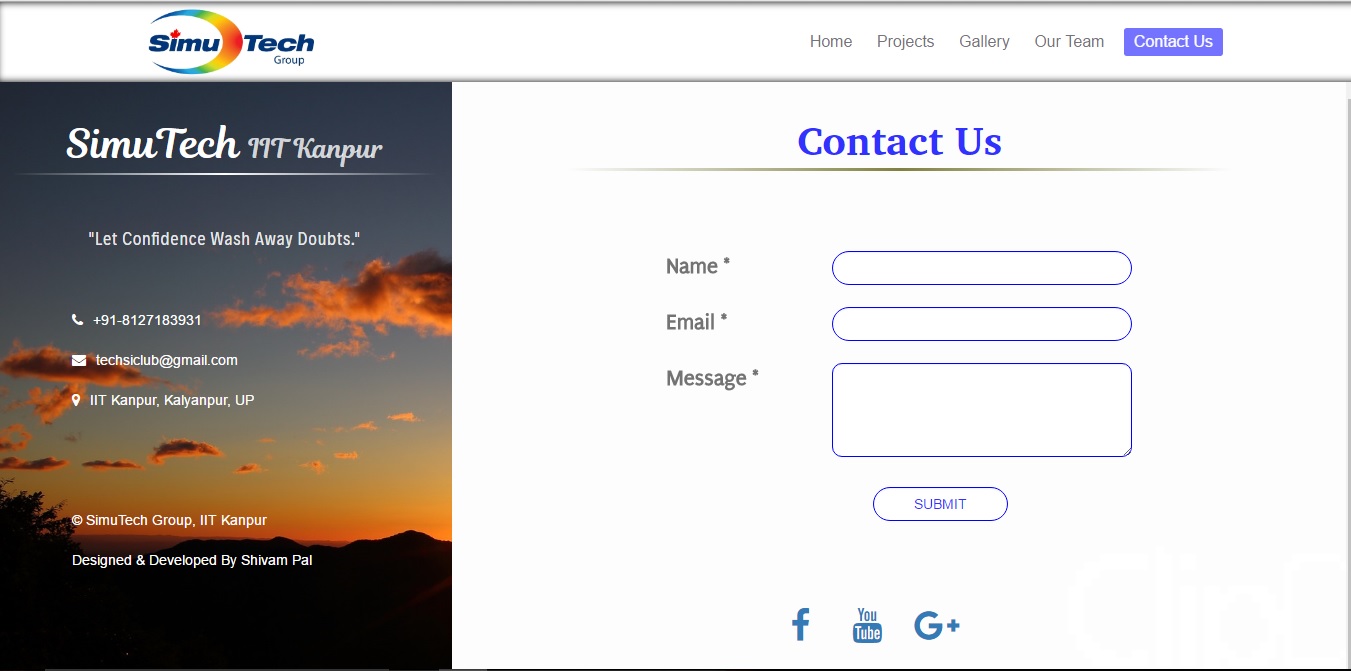 SimuTech
Group
Home Projects Gallery Our Team Contact Us
SimuTech IIT Kanpur
"Let Confidence Wash Away Doubts."
+91-8127183931
techsiclub@gmail.com
IIT Kanpur, Kalyanpur, UP
© SimuTech Group, IIT Kanpur
Designed & Developed By Shivam Pal
Contact Us
Name *
Email *
Message *
SUBMIT
f
You
Tube
G+